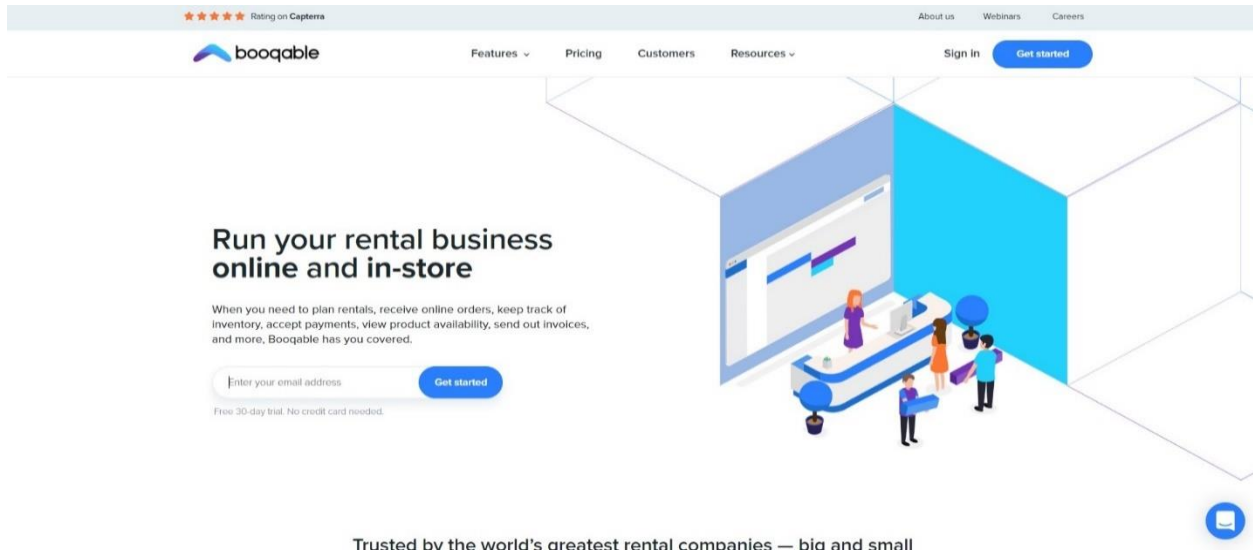 Rating on Capterra
About us
Webinars
Careers
booqable
Features
Pricing
Customers
Resources
Sign in
Get started
Run your rental business
online and in-store
When you need to plan rentals, receive online orders, keep track of
inventory, accept payments, view product availability, send out invoices,
and more, Booqable has you covered.
Enter your email address
Get started
Free 30-day trial. No credit card needed.
Trusted by the world's greatest rental companies — big and small